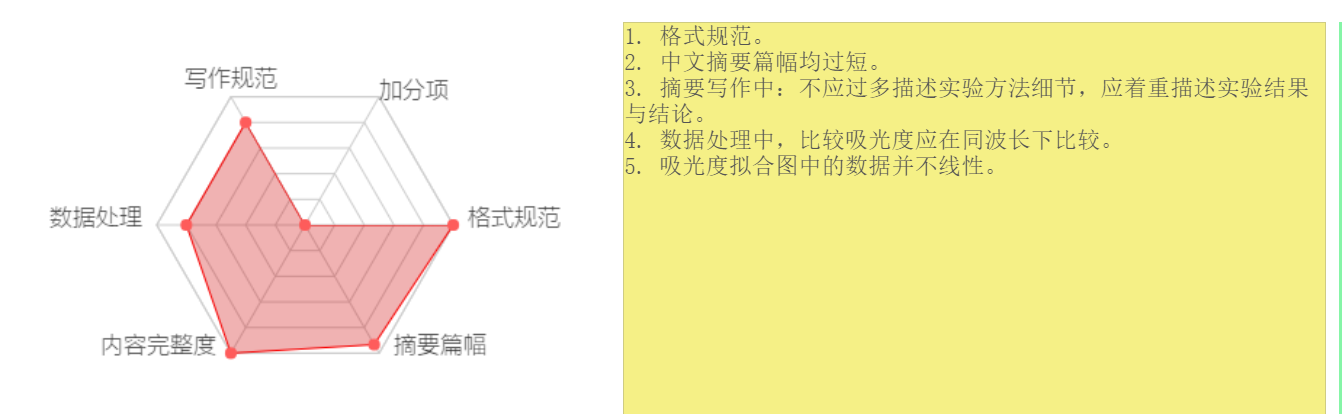 写作规范
加分项
数据处理
格式规范
内容完整度
摘要篇幅
1. 格式规范。
2. 中文摘要篇幅均过短。
3. 摘要写作中：不应过多描述实验方法细节，应着重描述实验结果
与结论。
4. 数据处理中，比较吸光度应在同波长下比较。
5. 吸光度拟合图中的数据并不线性。